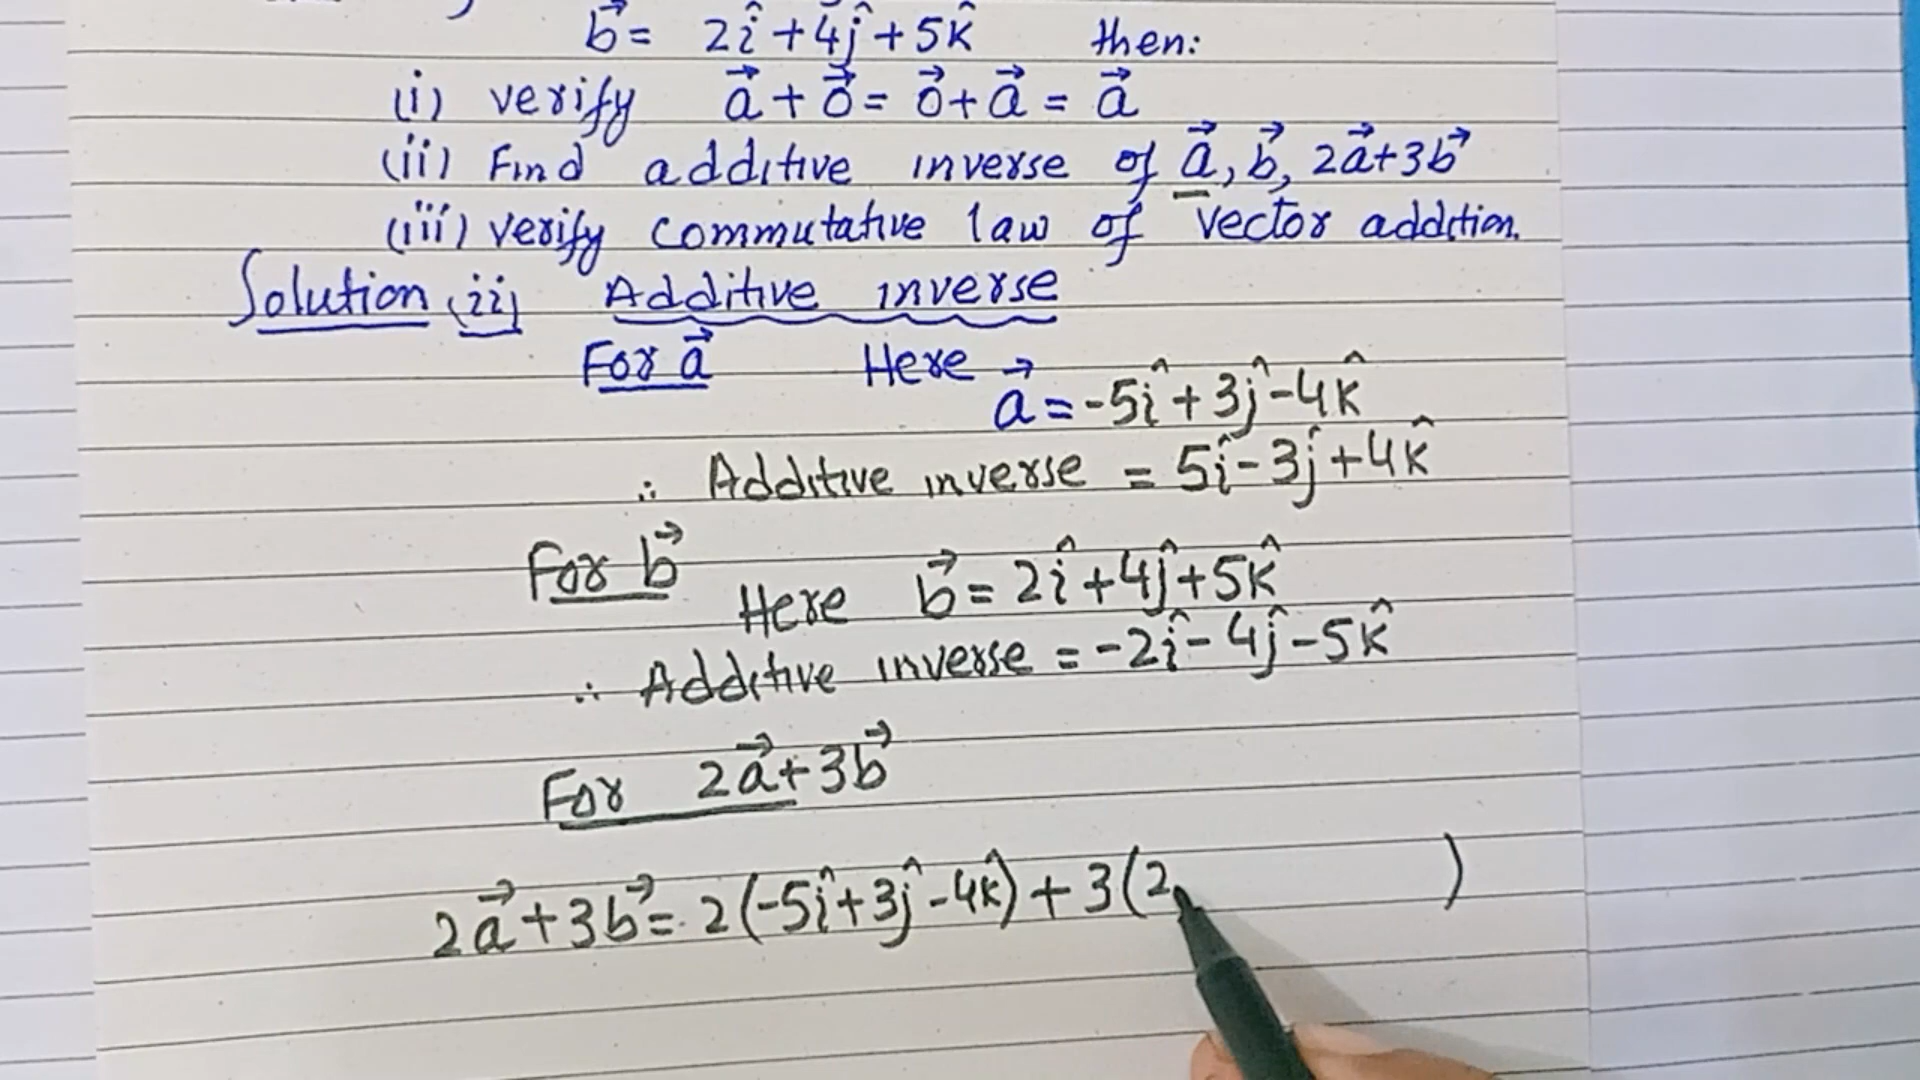 b⃗ = 2î + 4ĵ + 5k̂ then:
(i) verify a⃗ + 0⃗ = 0⃗ + a⃗ = a⃗
(ii) Find additive inverse of a⃗, b⃗, 2a⃗+3b⃗
(iii) verify commutative law of vector addition.
Solution (ii) Additive inverse
For a⃗ Here a⃗ = -5î + 3ĵ - 4k̂
∴ Additive inverse = 5î - 3ĵ + 4k̂
For b⃗
Here b⃗ = 2î + 4ĵ + 5k̂
∴ Additive inverse = -2î - 4ĵ - 5k̂
For 2a⃗+3b⃗
2a⃗ + 3b⃗ = 2(-5î + 3ĵ - 4k̂) + 3(2 )